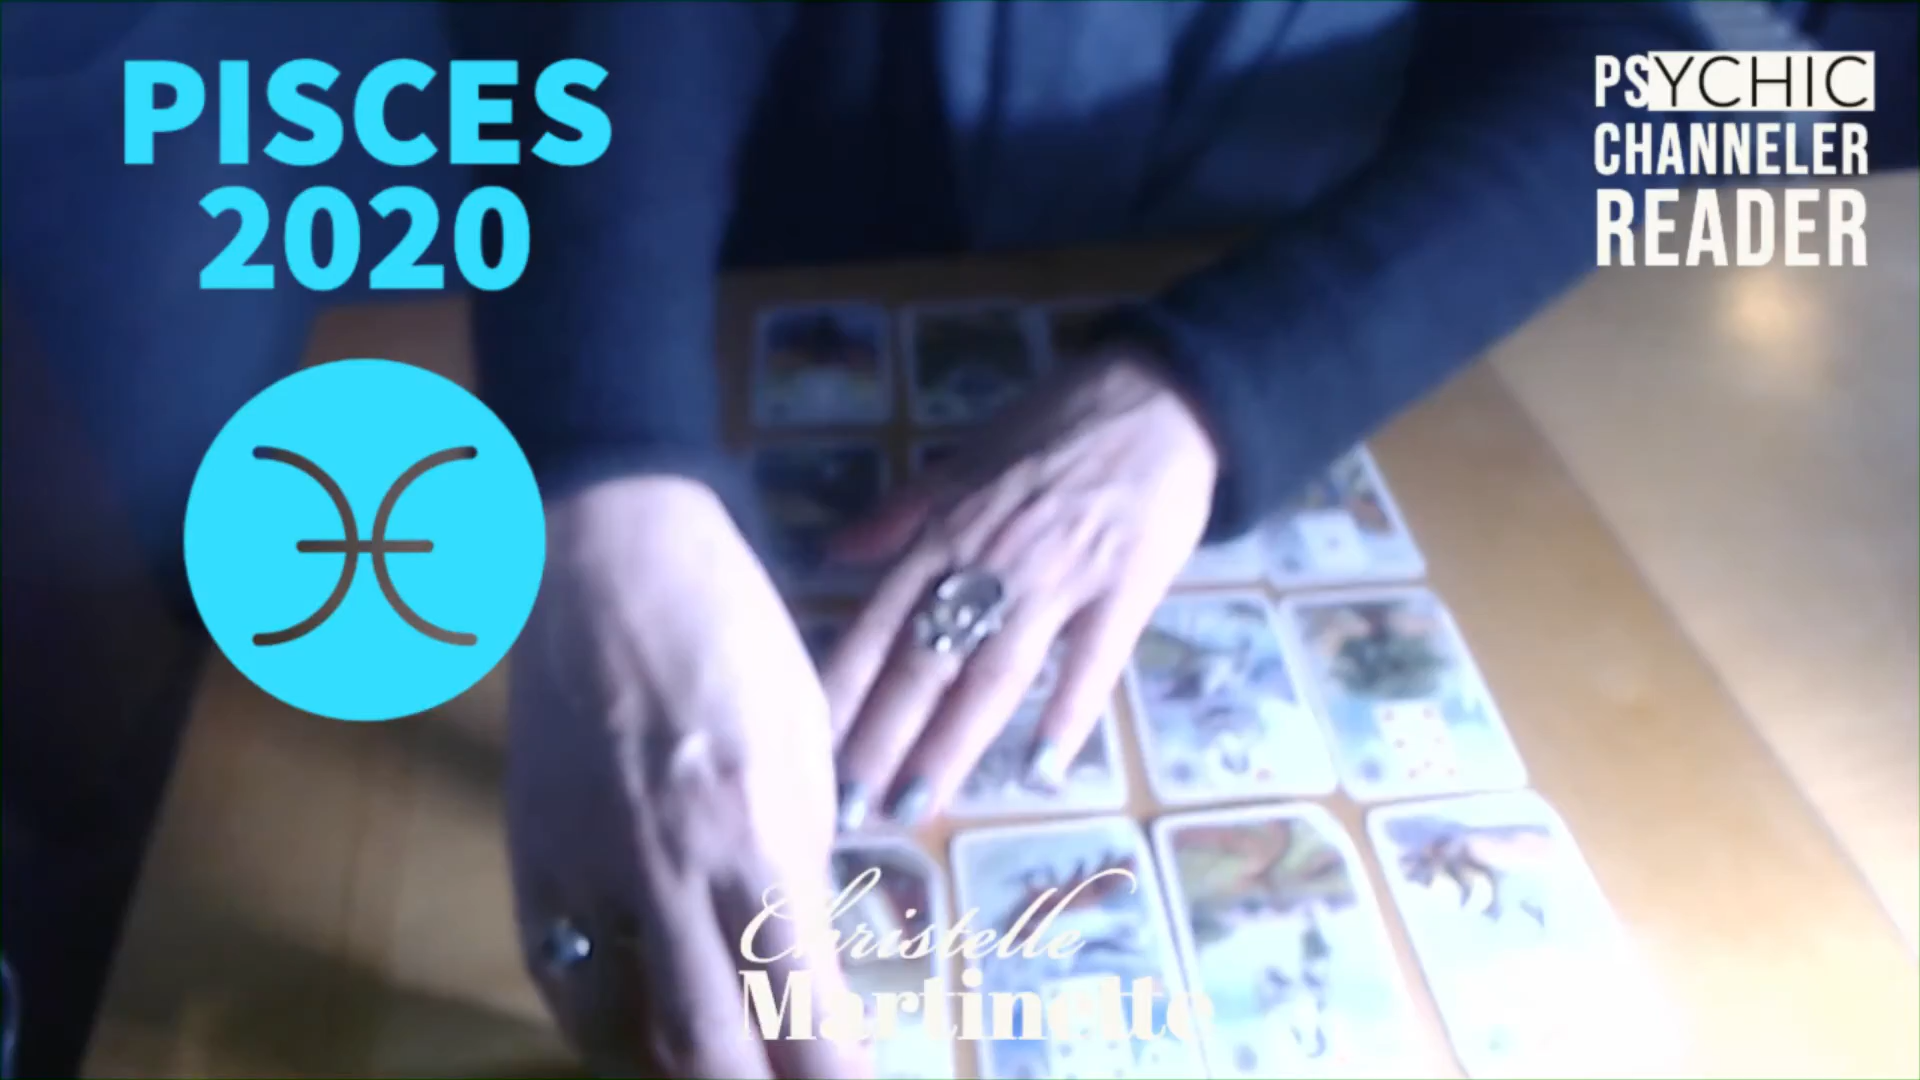 PISCES
2020
PSYCHIC
CHANNELER
READER
Christelle
Martinette